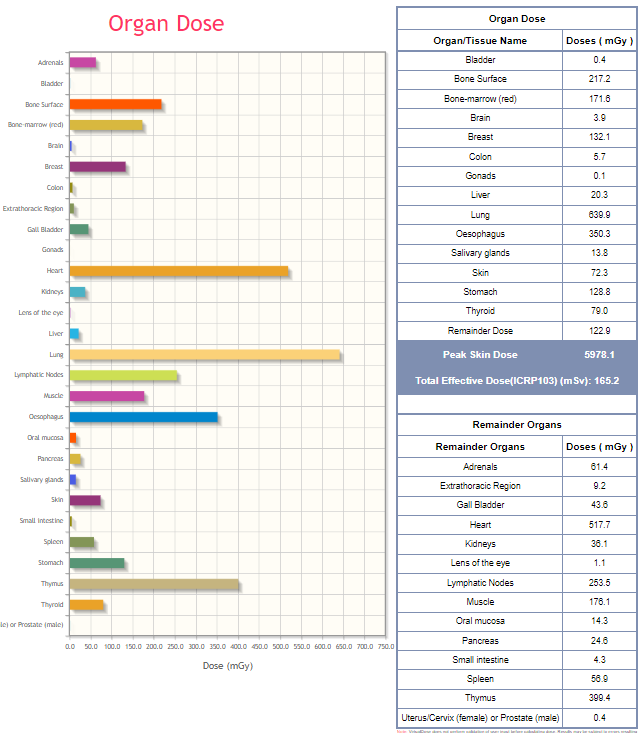 Organ Dose
Adrenals
Bladder
Bone Surface
Bone-marrow (red)
Brain
Breast
Colon
Extrathoracic Region
Gall Bladder
Gonads
Heart
Kidneys
Lens of the eye
Liver
Lung
Lymphatic Nodes
Muscle
Oesophagus
Oral mucosa
Pancreas
Salivary glands
Skin
Small intestine
Spleen
Stomach
Thymus
Thyroid
le) or Prostate (male)
0.0 50.0 100.0 150.0 200.0 250.0 300.0 350.0 400.0 450.0 500.0 550.0 600.0 650.0 700.0 750.0
Dose (mGy)
Organ Dose
Organ/Tissue Name Doses ( mGy )
Bladder 0.4
Bone Surface 217.2
Bone-marrow (red) 171.6
Brain 3.9
Breast 132.1
Colon 5.7
Gonads 0.1
Liver 20.3
Lung 639.9
Oesophagus 350.3
Salivary glands 13.8
Skin 72.3
Stomach 128.8
Thyroid 79.0
Remainder Dose 122.9
Peak Skin Dose 5978.1
Total Effective Dose(ICRP103) (mSv): 165.2
Remainder Organs
Remainder Organs Doses ( mGy )
Adrenals 61.4
Extrathoracic Region 9.2
Gall Bladder 43.6
Heart 517.7
Kidneys 36.1
Lens of the eye 1.1
Lymphatic Nodes 253.5
Muscle 176.1
Oral mucosa 14.3
Pancreas 24.6
Small intestine 4.3
Spleen 56.9
Thymus 399.4
Uterus/Cervix (female) or Prostate (male) 0.4